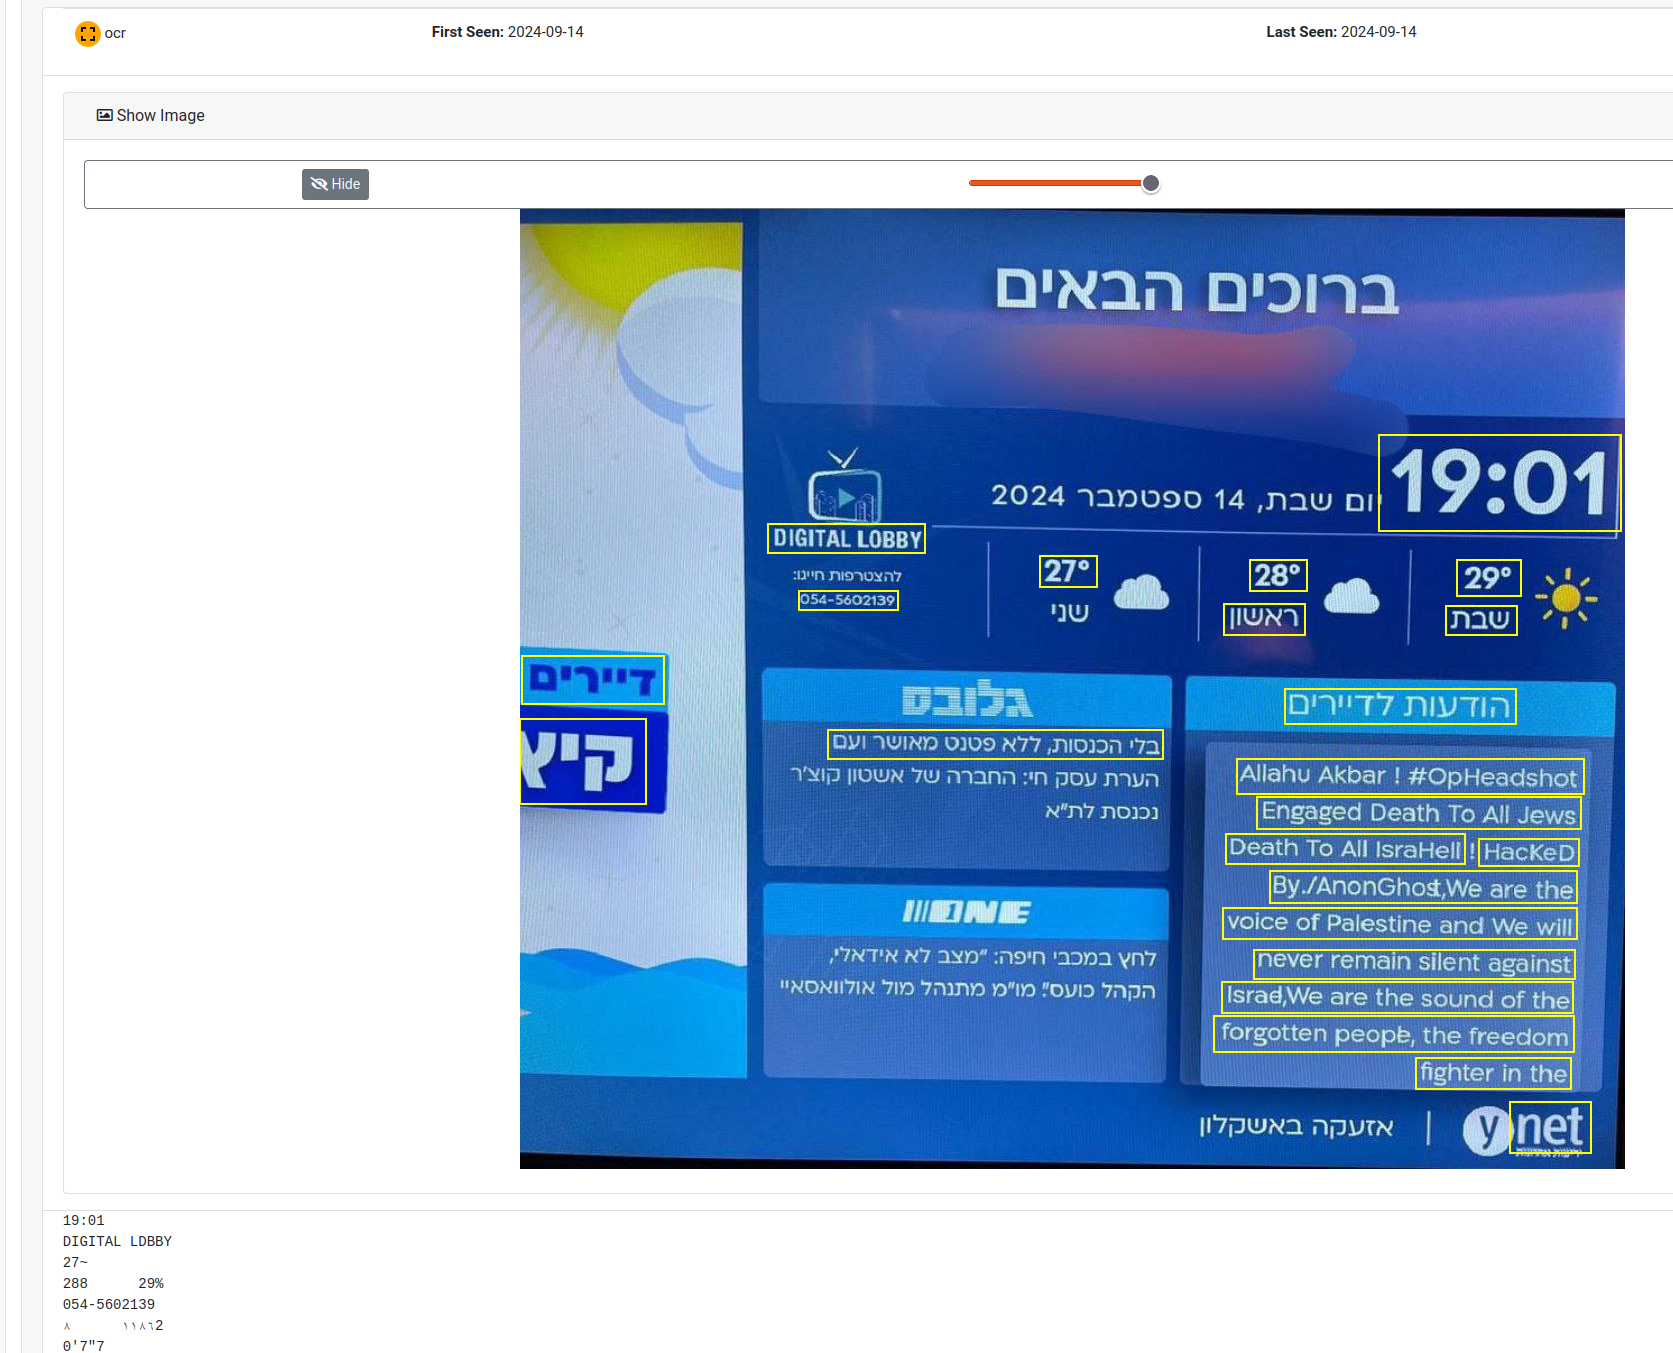 ocr
First Seen: 2024-09-14
Last Seen: 2024-09-14
Show Image
Hide
ברוכים הבאים
19:01
יום שבת, 14 ספטמבר 2024
DIGITAL LOBBY
להצטרפות חייגו:
054-5602139
29°
שבת
28°
ראשון
27°
שני
דיירים
קיץ
הודעות לדיירים
Allahu Akbar ! #OpHeadshot
Engaged Death To All Jews
Death To All IsraHell ! HacKeD
By./AnonGhost,We are the
voice of Palestine and We will
never remain silent against
Israel,We are the sound of the
forgotten people, the freedom
fighter in the
גלובס
בלי הכנסות, ללא פטנט מאושר ועם
הערת עסק חי: החברה של אשטון קוצ'ר
נכנסת לת"א
ONE
לחץ במכבי חיפה: "מצב לא אידאלי,
הקהל כועס": מו"מ מתנהל מול אולוואסאיי
ynet
ידיעות אחרונות
|
אזעקה באשקלון
19:01
DIGITAL LDBBY
27~
288 29%
054-5602139
0'7"7